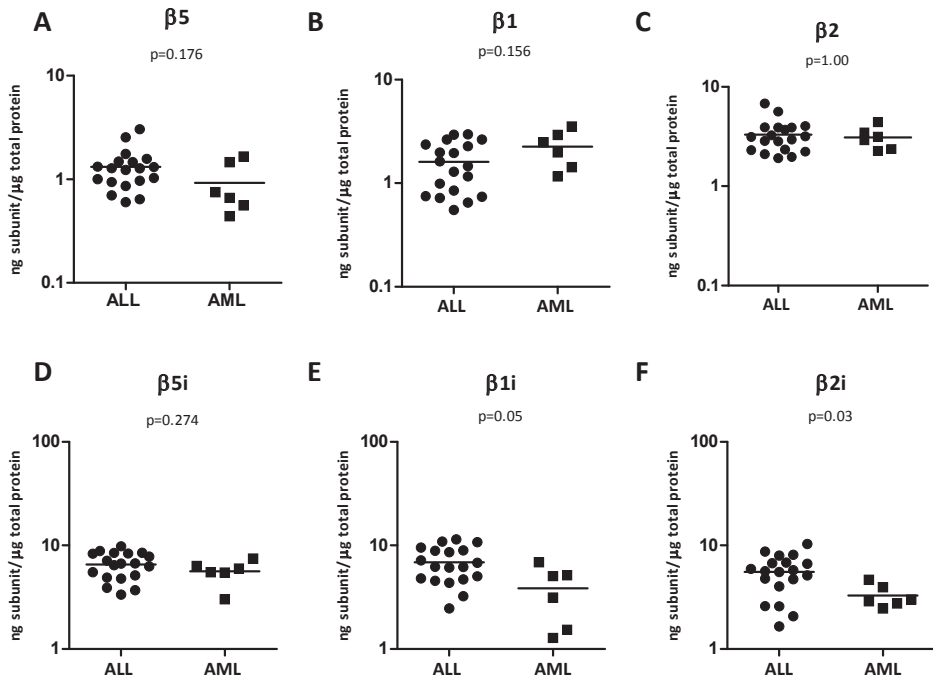 A
β5
p=0.176
ng subunit/μg total protein
10
1
0.1
ALL
AML
B
β1
p=0.156
ng subunit/μg total protein
10
1
0.1
ALL
AML
C
β2
p=1.00
ng subunit/μg total protein
10
1
0.1
ALL
AML
D
β5i
p=0.274
ng subunit/μg total protein
100
10
1
ALL
AML
E
β1i
p=0.05
ng subunit/μg total protein
100
10
1
ALL
AML
F
β2i
p=0.03
ng subunit/μg total protein
100
10
1
ALL
AML